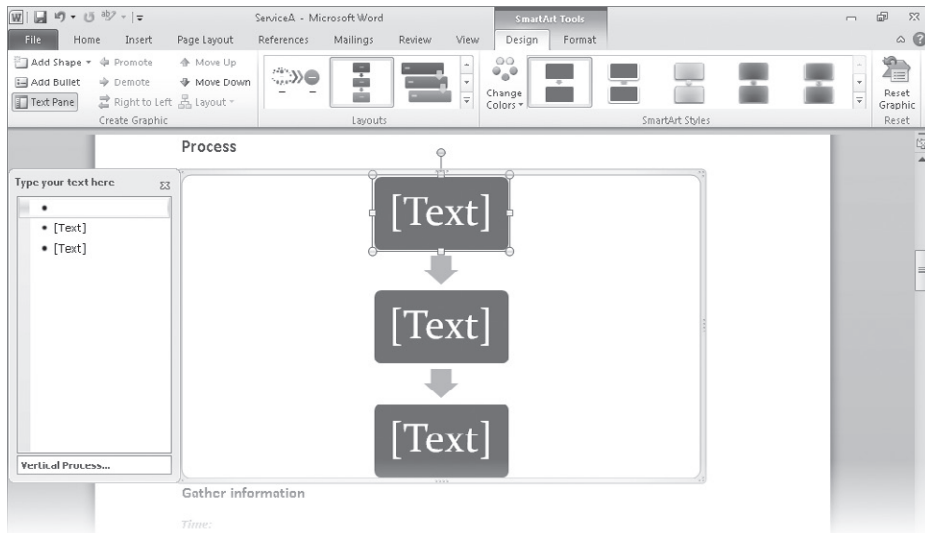 ServiceA - Microsoft Word
SmartArt Tools
File Home Insert Page Layout References Mailings Review View Design Format
Add Shape Promote Move Up
Add Bullet Demote Move Down
Text Pane Right to Left Layout
Change Colors
Reset Graphic
Create Graphic Layouts SmartArt Styles Reset
Process
Type your text here
[Text]
[Text]
Vertical Process...
[Text]
[Text]
[Text]
Gather information
Time: